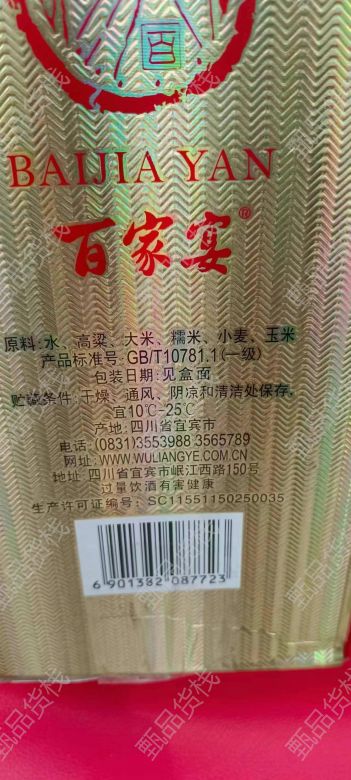 百
BAIJIA YAN
百家宴®
原料:水、高粱、大米、糯米、小麦、玉米
产品标准号:GB/T10781.1(一级)
包装日期:见盒面
贮藏条件:干燥、通风、阴凉和清洁处保存,
宜10℃-25℃
产地:四川省宜宾市
电话:(0831)3553988 3565789
网址:WWW.WULIANGYE.COM.CN
地址:四川省宜宾市岷江西路150号
过量饮酒有害健康
生产许可证编号:SC11551150250035
6 901382 087723
甄品货栈